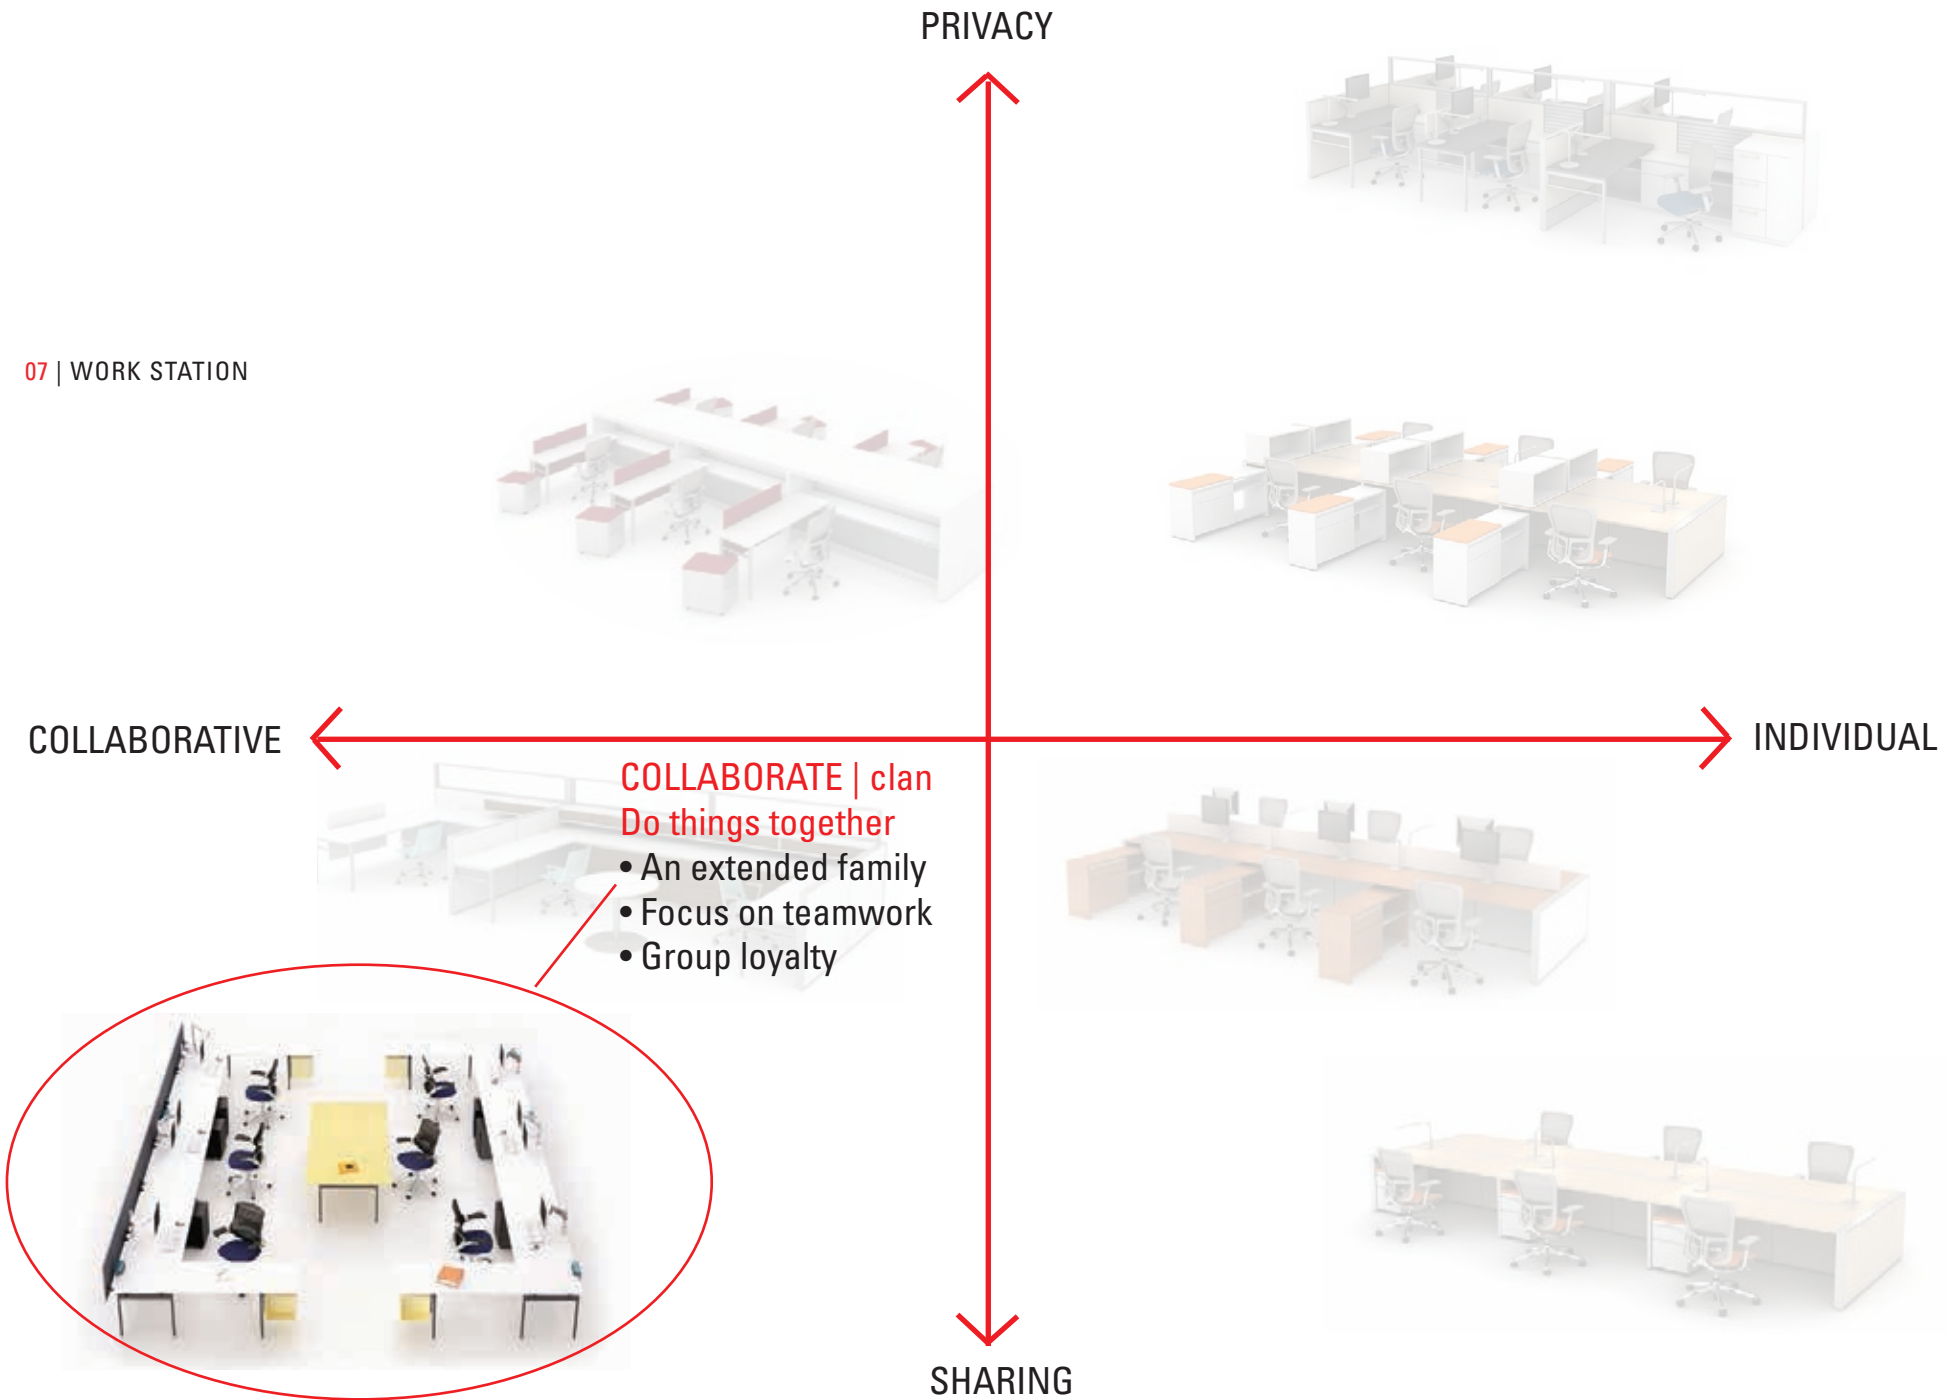 PRIVACY
07 | WORK STATION
COLLABORATIVE
INDIVIDUAL
COLLABORATE | clan
Do things together
• An extended family
• Focus on teamwork
• Group loyalty
SHARING